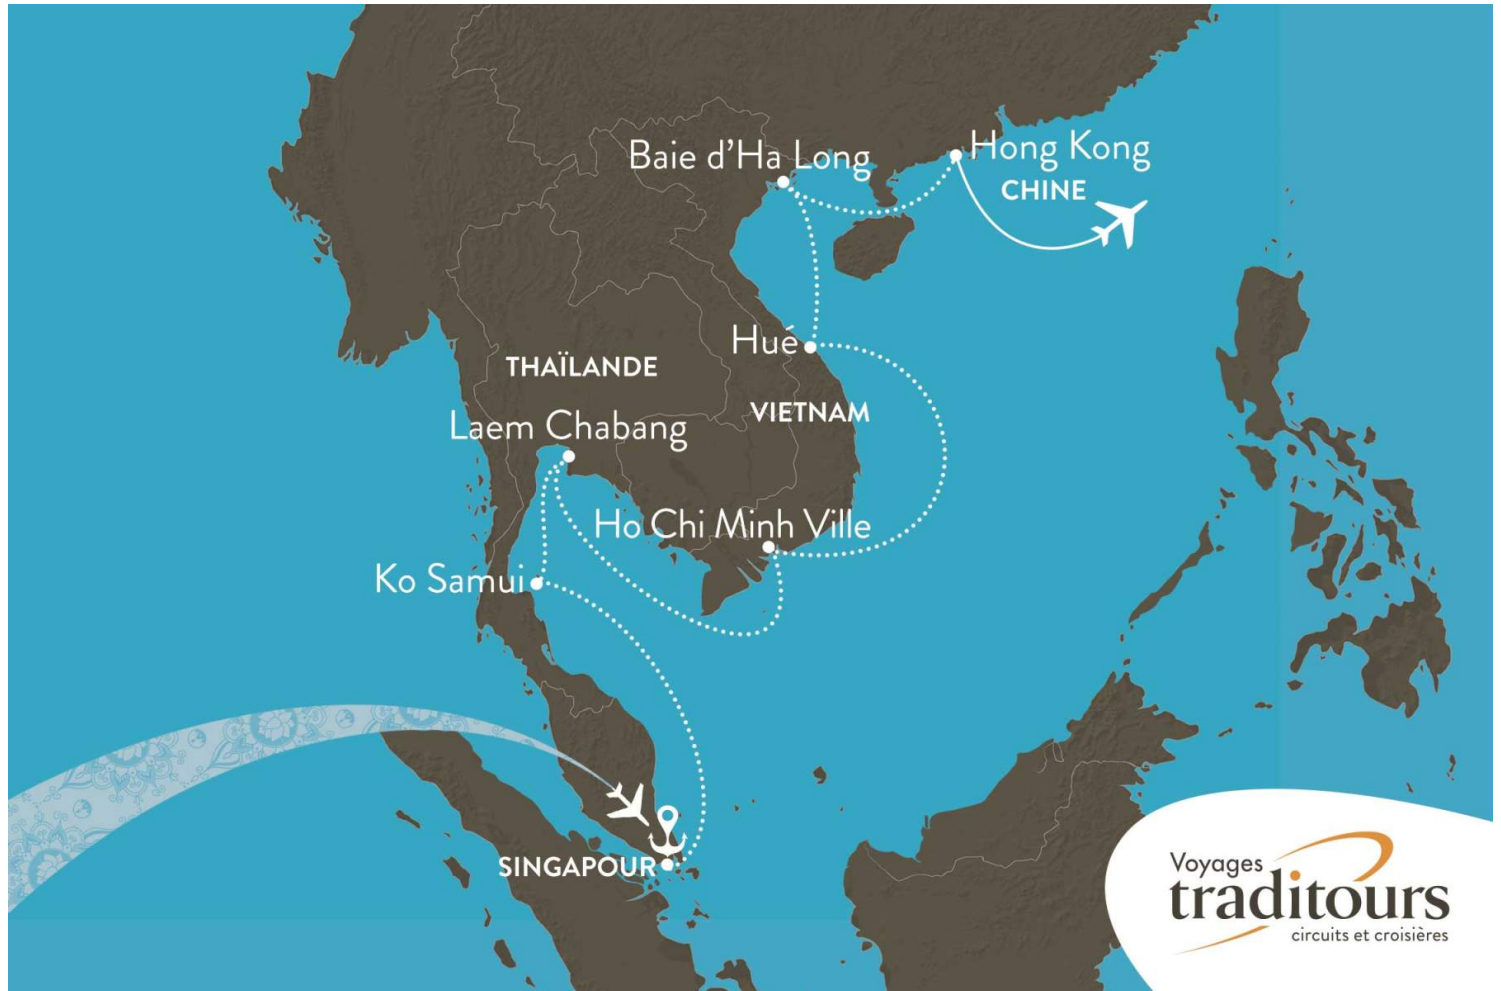 Baie d'Ha Long
Hong Kong
CHINE
Hué
THAÏLANDE
VIETNAM
Laem Chabang
Ho Chi Minh Ville
Ko Samui
SINGAPOUR
Voyages
traditours
circuits et croisières